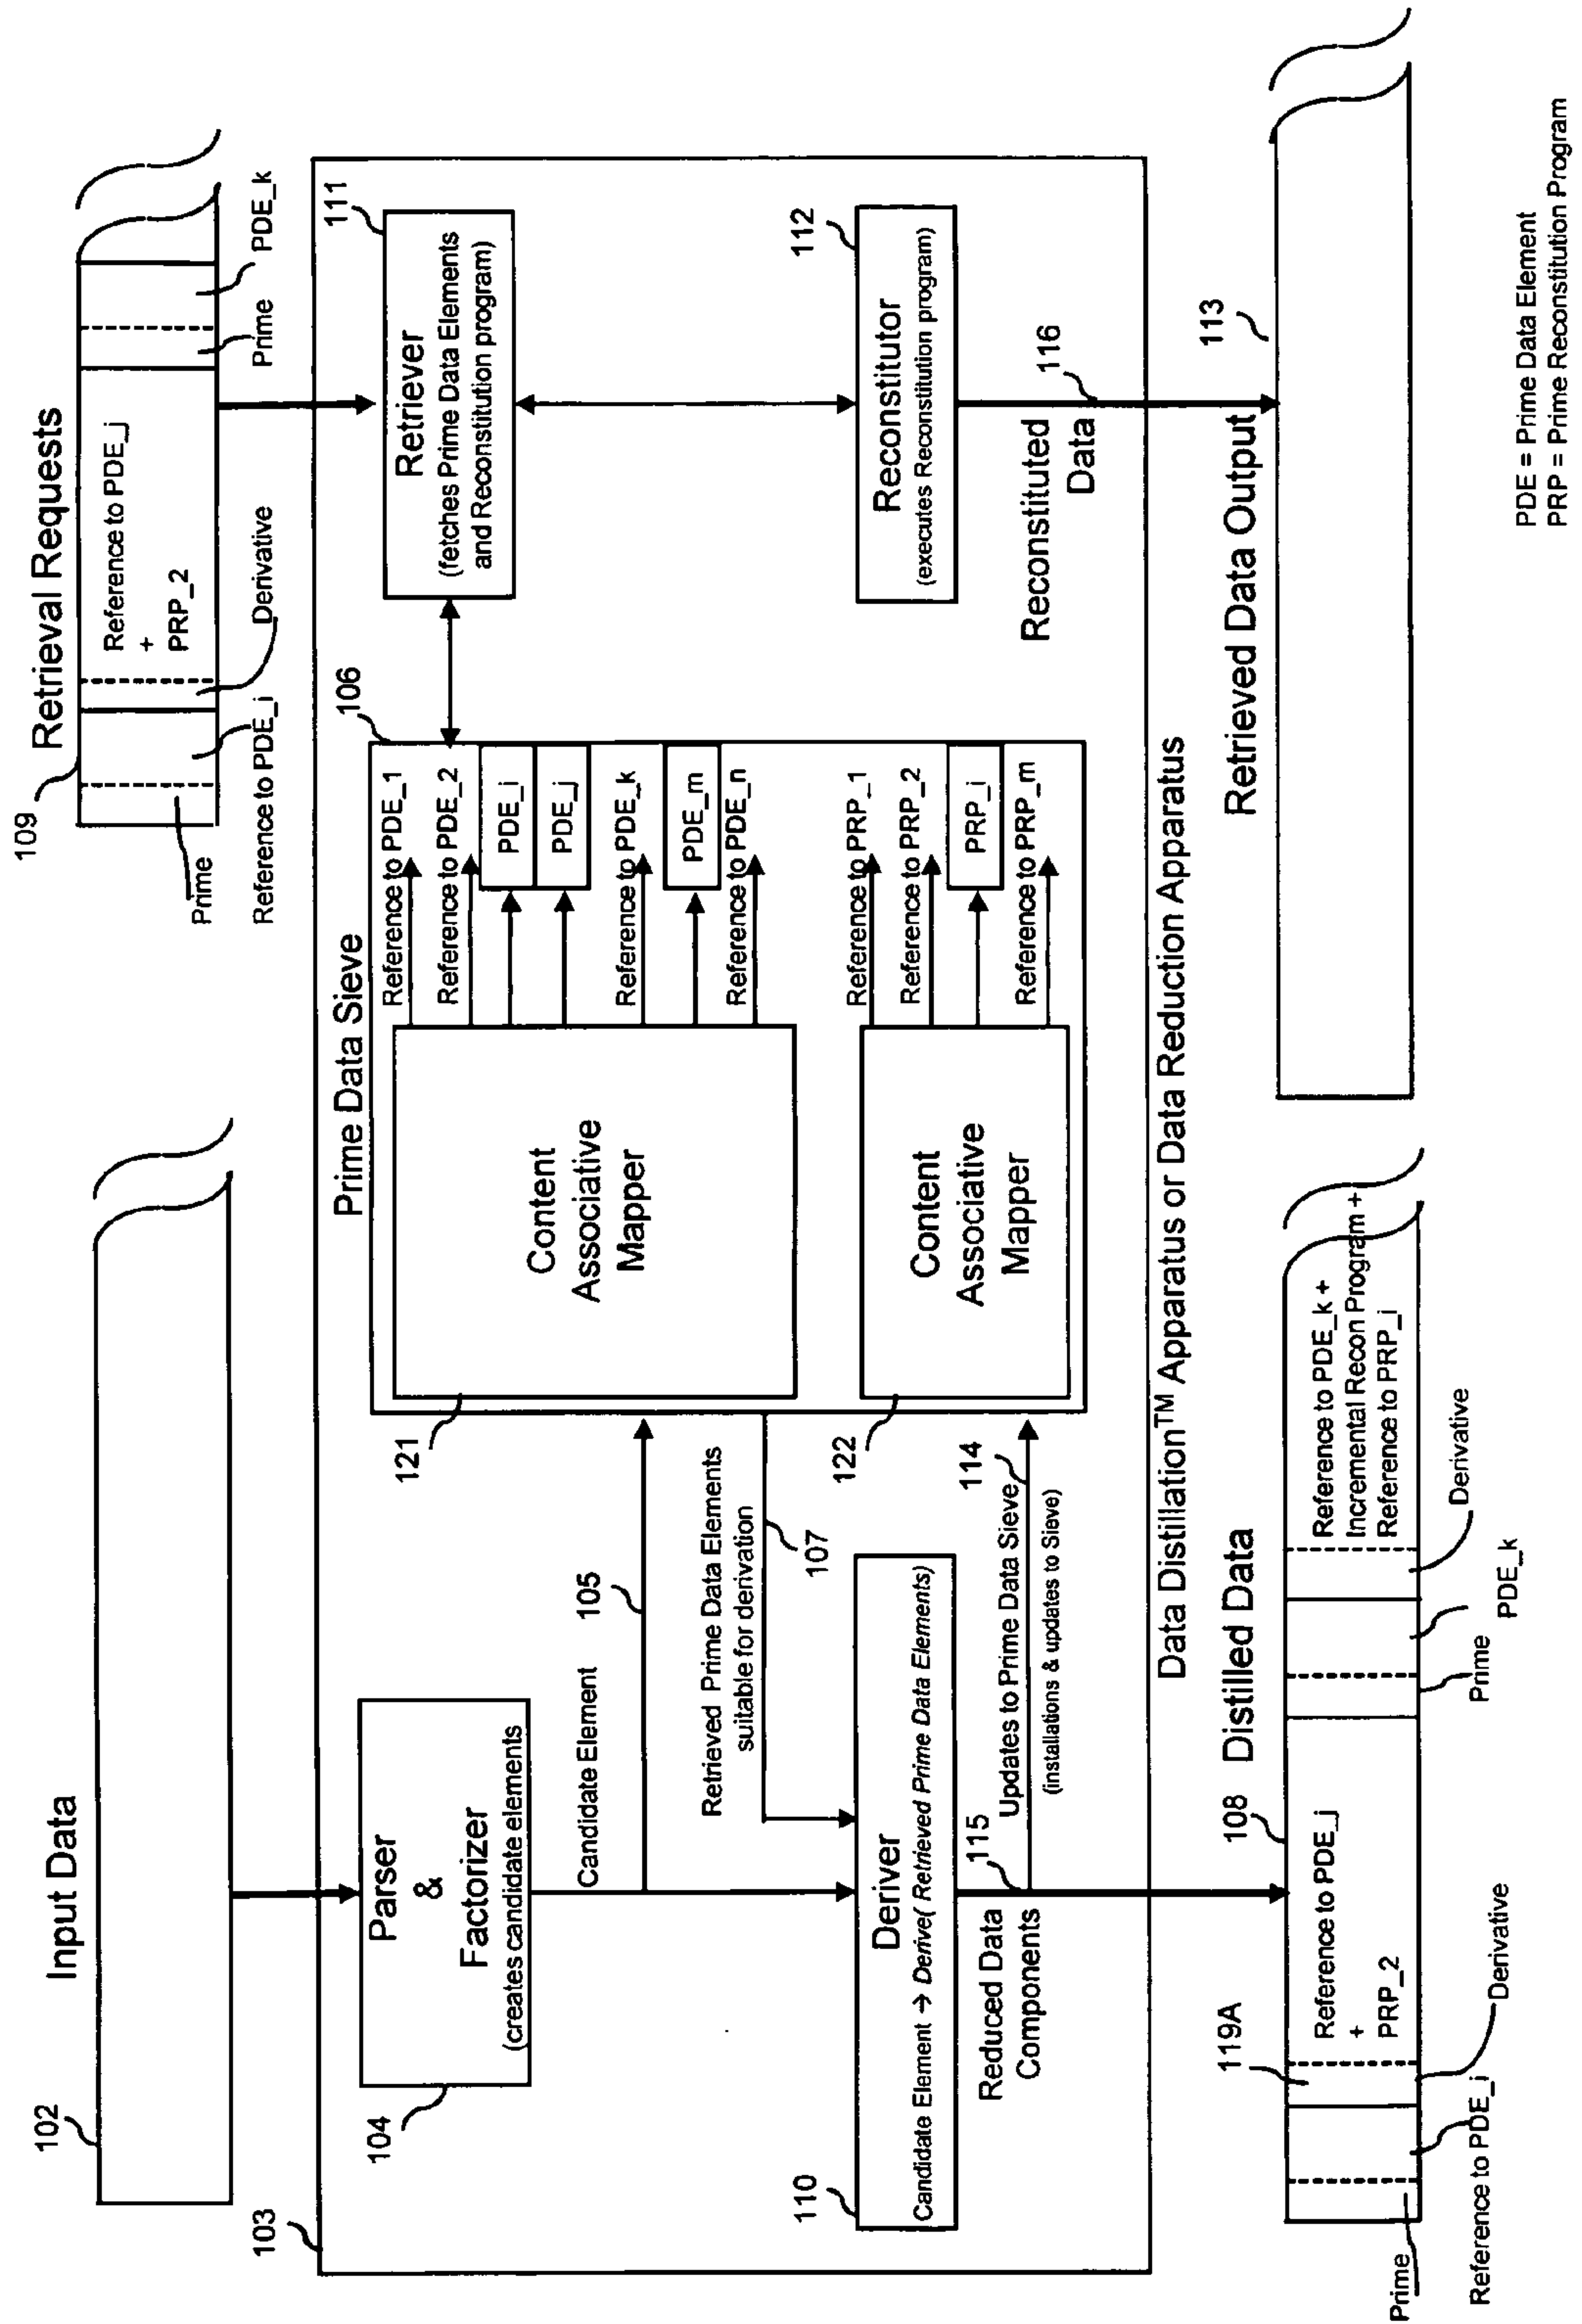 Input Data
102
Retrieval Requests
109
Reference to PDE_j
+
PRP_2
Prime
Reference to PDE_i
Derivative
Prime
PDE_k
103
Parser
&
Factorizer
(creates candidate elements
104
Candidate Element
105
Retrieved Prime Data Elements
suitable for derivation
107
Deriver
Candidate Element → Derive( Retrieved Prime Data Elements)
110
Reduced Data
Components
115
Updates to Prime Data Sieve
(installations & updates to Sieve)
114
Prime Data Sieve
106
Content
Associative
Mapper
121
Reference to PDE_1
Reference to PDE_2
PDE_i
PDE_j
Reference to PDE_k
PDE_m
Reference to PDE_n
Content
Associative
Mapper
122
Reference to PRP_1
Reference to PRP_2
PRP_i
Reference to PRP_m
Retriever
(fetches Prime Data Elements
and Reconstitution program)
111
Reconstitutor
(executes Reconstitution program)
112
Reconstituted
Data
116
Data Distillation™ Apparatus or Data Reduction Apparatus
108
Distilled Data
119A
Reference to PDE_j
+
PRP_2
Reference to PDE_k +
Incremental Recon Program +
Reference to PRP_i
Prime
Reference to PDE_i
Derivative
Prime
PDE_k
Derivative
Retrieved Data Output
113
PDE = Prime Data Element
PRP = Prime Reconstitution Program